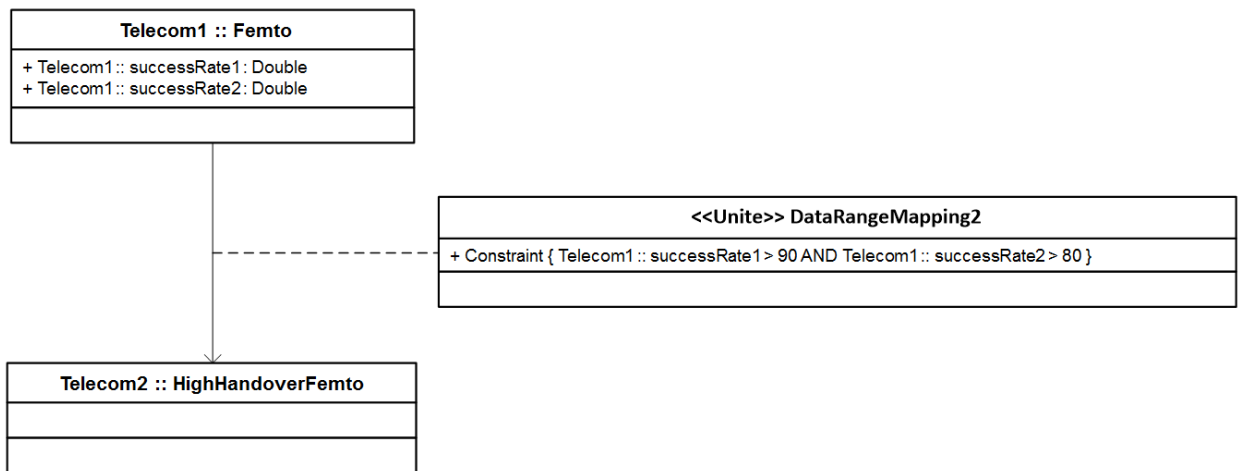 Telecom1 :: Femto
+ Telecom1:: successRate1: Double
+ Telecom1:: successRate2: Double
<<Unite>> DataRangeMapping2
+ Constraint { Telecom1:: successRate1> 90 AND Telecom1:: successRate2> 80 }
Telecom2 :: HighHandoverFemto